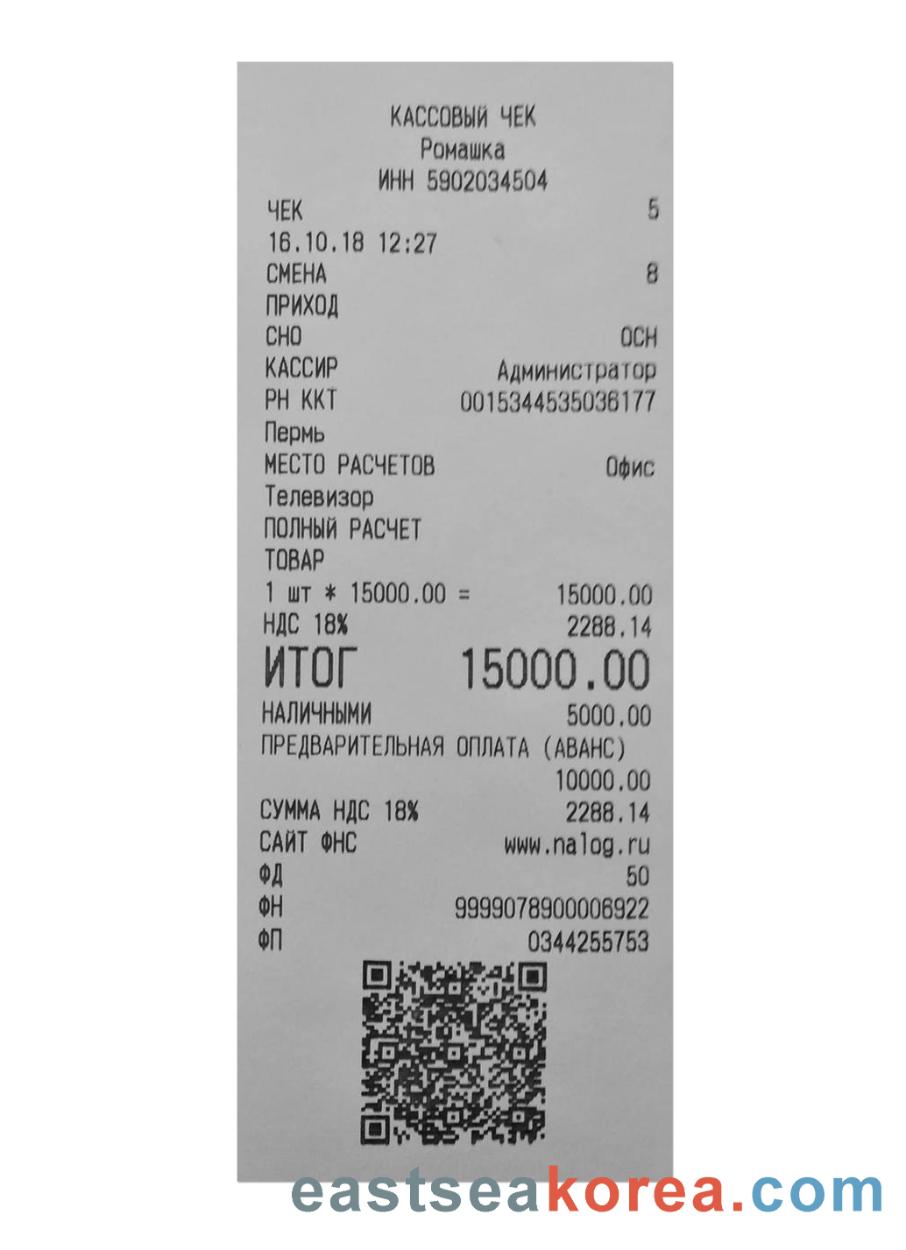 КАССОВЫЙ ЧЕК
Ромашка
ИНН 5902034504
ЧЕК 5
16.10.18 12:27
СМЕНА 8
ПРИХОД
СНО ОСН
КАССИР Администратор
РН ККТ 0015344535036177
Пермь
МЕСТО РАСЧЕТОВ Офис
Телевизор
ПОЛНЫЙ РАСЧЕТ
ТОВАР
1 шт * 15000.00 = 15000.00
НДС 18% 2288.14
ИТОГ 15000.00
НАЛИЧНЫМИ 5000.00
ПРЕДВАРИТЕЛЬНАЯ ОПЛАТА (АВАНС)
10000.00
СУММА НДС 18% 2288.14
САЙТ ФНС www.nalog.ru
ФД 50
ФН 9999078900006922
ФП 0344255753
eastseakorea.com